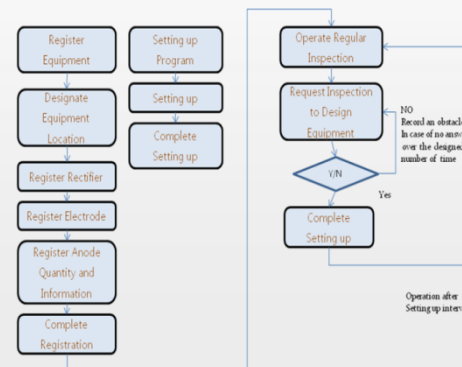 Register
Equipment
Designate
Equipment
Location
Register Rectifier
Register Electrode
Register Anode
Quantity and
Information
Complete
Registration
Setting up
Program
Setting up
Complete
Setting up
Operate Regular
Inspection
Request Inspection
to Design
Equipment
Y/N
NO
Record an obstacle
In case of no answ
over the designe
number of time
Yes
Complete
Setting up
Operation after
Setting up interv